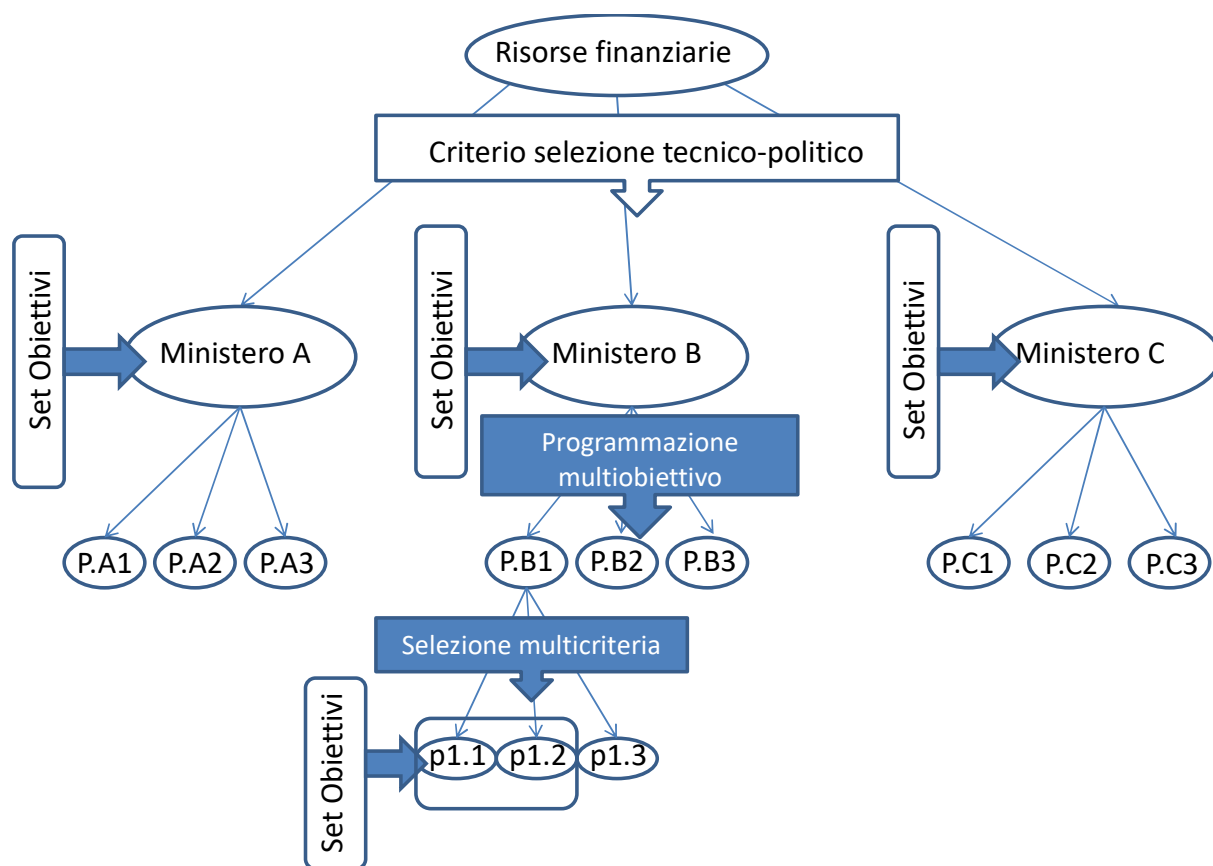 Risorse finanziarie
Criterio selezione tecnico-politico
Set Obiettivi
Set Obiettivi
Set Obiettivi
Ministero A
Ministero B
Ministero C
Programmazione
multiobiettivo
P.A1
P.A2
P.A3
P.B1
P.B2
P.B3
P.C1
P.C2
P.C3
Selezione multicriteria
Set Obiettivi
p1.1
p1.2
p1.3